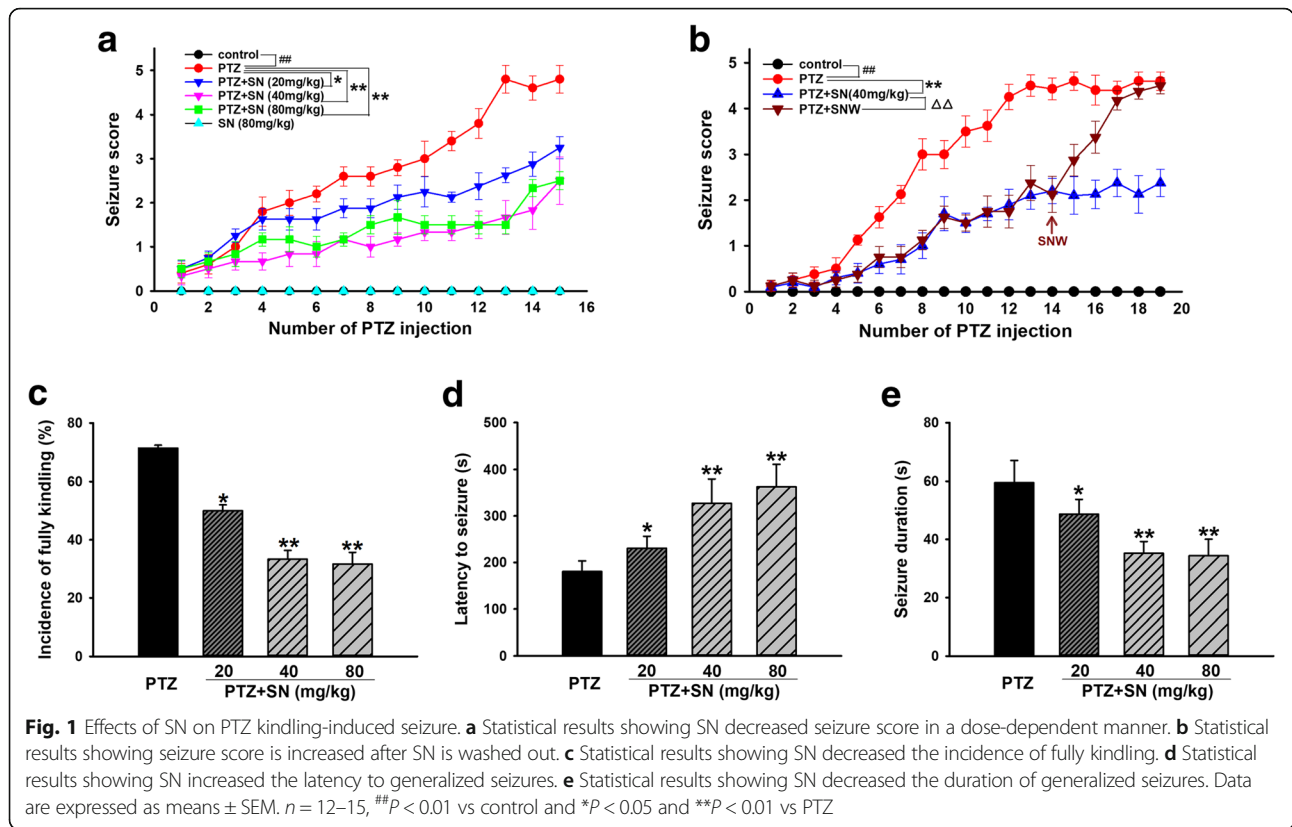 a
control
##
PTZ
PTZ+SN (20mg/kg)
*
**
PTZ+SN (40mg/kg)
**
PTZ+SN (80mg/kg)
SN (80mg/kg)
Seizure score
5
4
3
2
1
0
0 2 4 6 8 10 12 14 16
Number of PTZ injection
b
control
##
PTZ
**
PTZ+SN(40mg/kg)
ΔΔ
PTZ+SNW
Seizure score
5
4
3
2
1
0
SNW
0 2 4 6 8 10 12 14 16 18 20
Number of PTZ injection
c
Incidence of fully kindling (%)
80
60
40
20
0
*
**
**
20 40 80
PTZ
PTZ+SN (mg/kg)
d
Latency to seizure (s)
500
400
300
200
100
0
*
**
**
20 40 80
PTZ
PTZ+SN (mg/kg)
e
Seizure duration (s)
80
60
40
20
0
*
**
**
20 40 80
PTZ
PTZ+SN (mg/kg)
Fig. 1 Effects of SN on PTZ kindling-induced seizure. a Statistical results showing SN decreased seizure score in a dose-dependent manner. b Statistical
results showing seizure score is increased after SN is washed out. c Statistical results showing SN decreased the incidence of fully kindling. d Statistical
results showing SN increased the latency to generalized seizures. e Statistical results showing SN decreased the duration of generalized seizures. Data
are expressed as means ± SEM. n = 12–15, ##P < 0.01 vs control and *P < 0.05 and **P < 0.01 vs PTZ